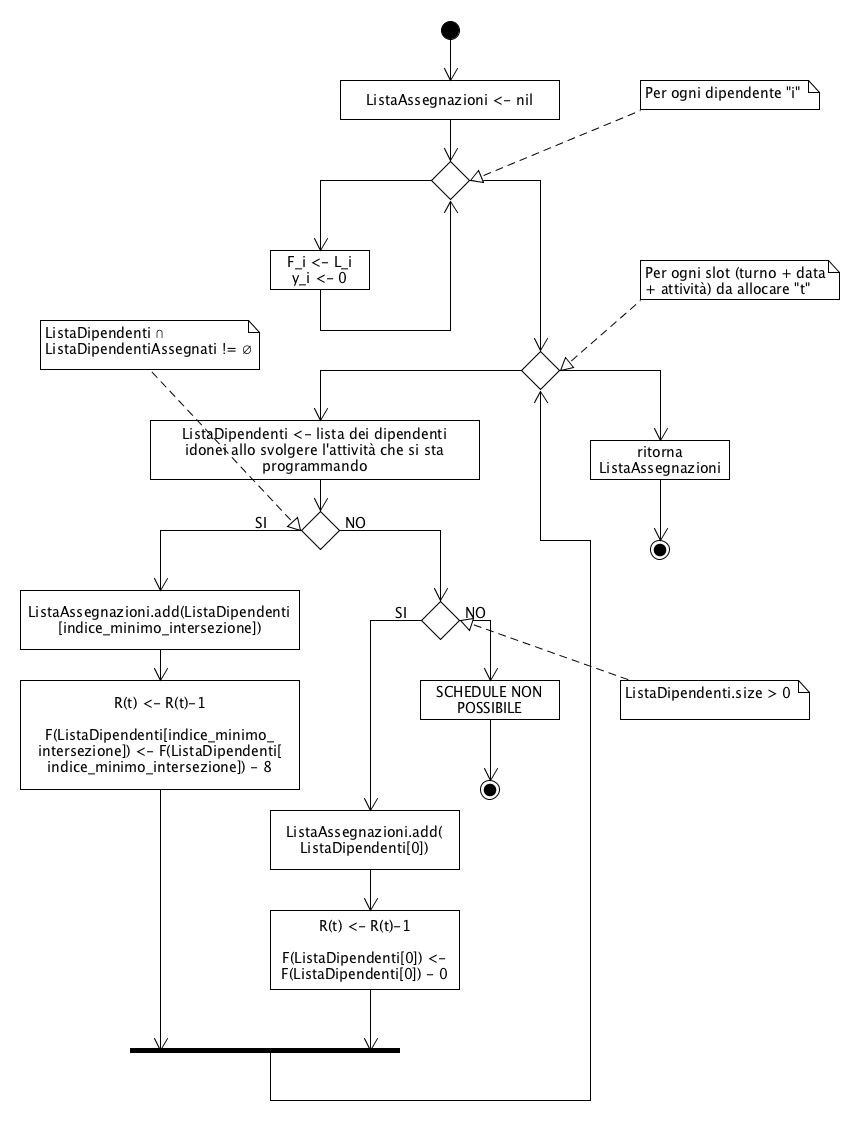 ListaAssegnazioni <- nil
Per ogni dipendente "i"
F_i <- L_i
y_i <- 0
Per ogni slot (turno + data
+ attività) da allocare "t"
ListaDipendenti ∩
ListaDipendentiAssegnati != ∅
ListaDipendenti <- lista dei dipendenti
idonei allo svolgere l'attività che si sta
programmando
ritorna
ListaAssegnazioni
SI
NO
ListaAssegnazioni.add(ListaDipendenti
[indice_minimo_intersezione])
SI
NO
R(t) <- R(t)-1
F(ListaDipendenti[indice_minimo_
intersezione]) <- F(ListaDipendenti[
indice_minimo_intersezione]) - 8
SCHEDULE NON
POSSIBILE
ListaDipendenti.size > 0
ListaAssegnazioni.add(
ListaDipendenti[0])
R(t) <- R(t)-1
F(ListaDipendenti[0]) <-
F(ListaDipendenti[0]) - 0